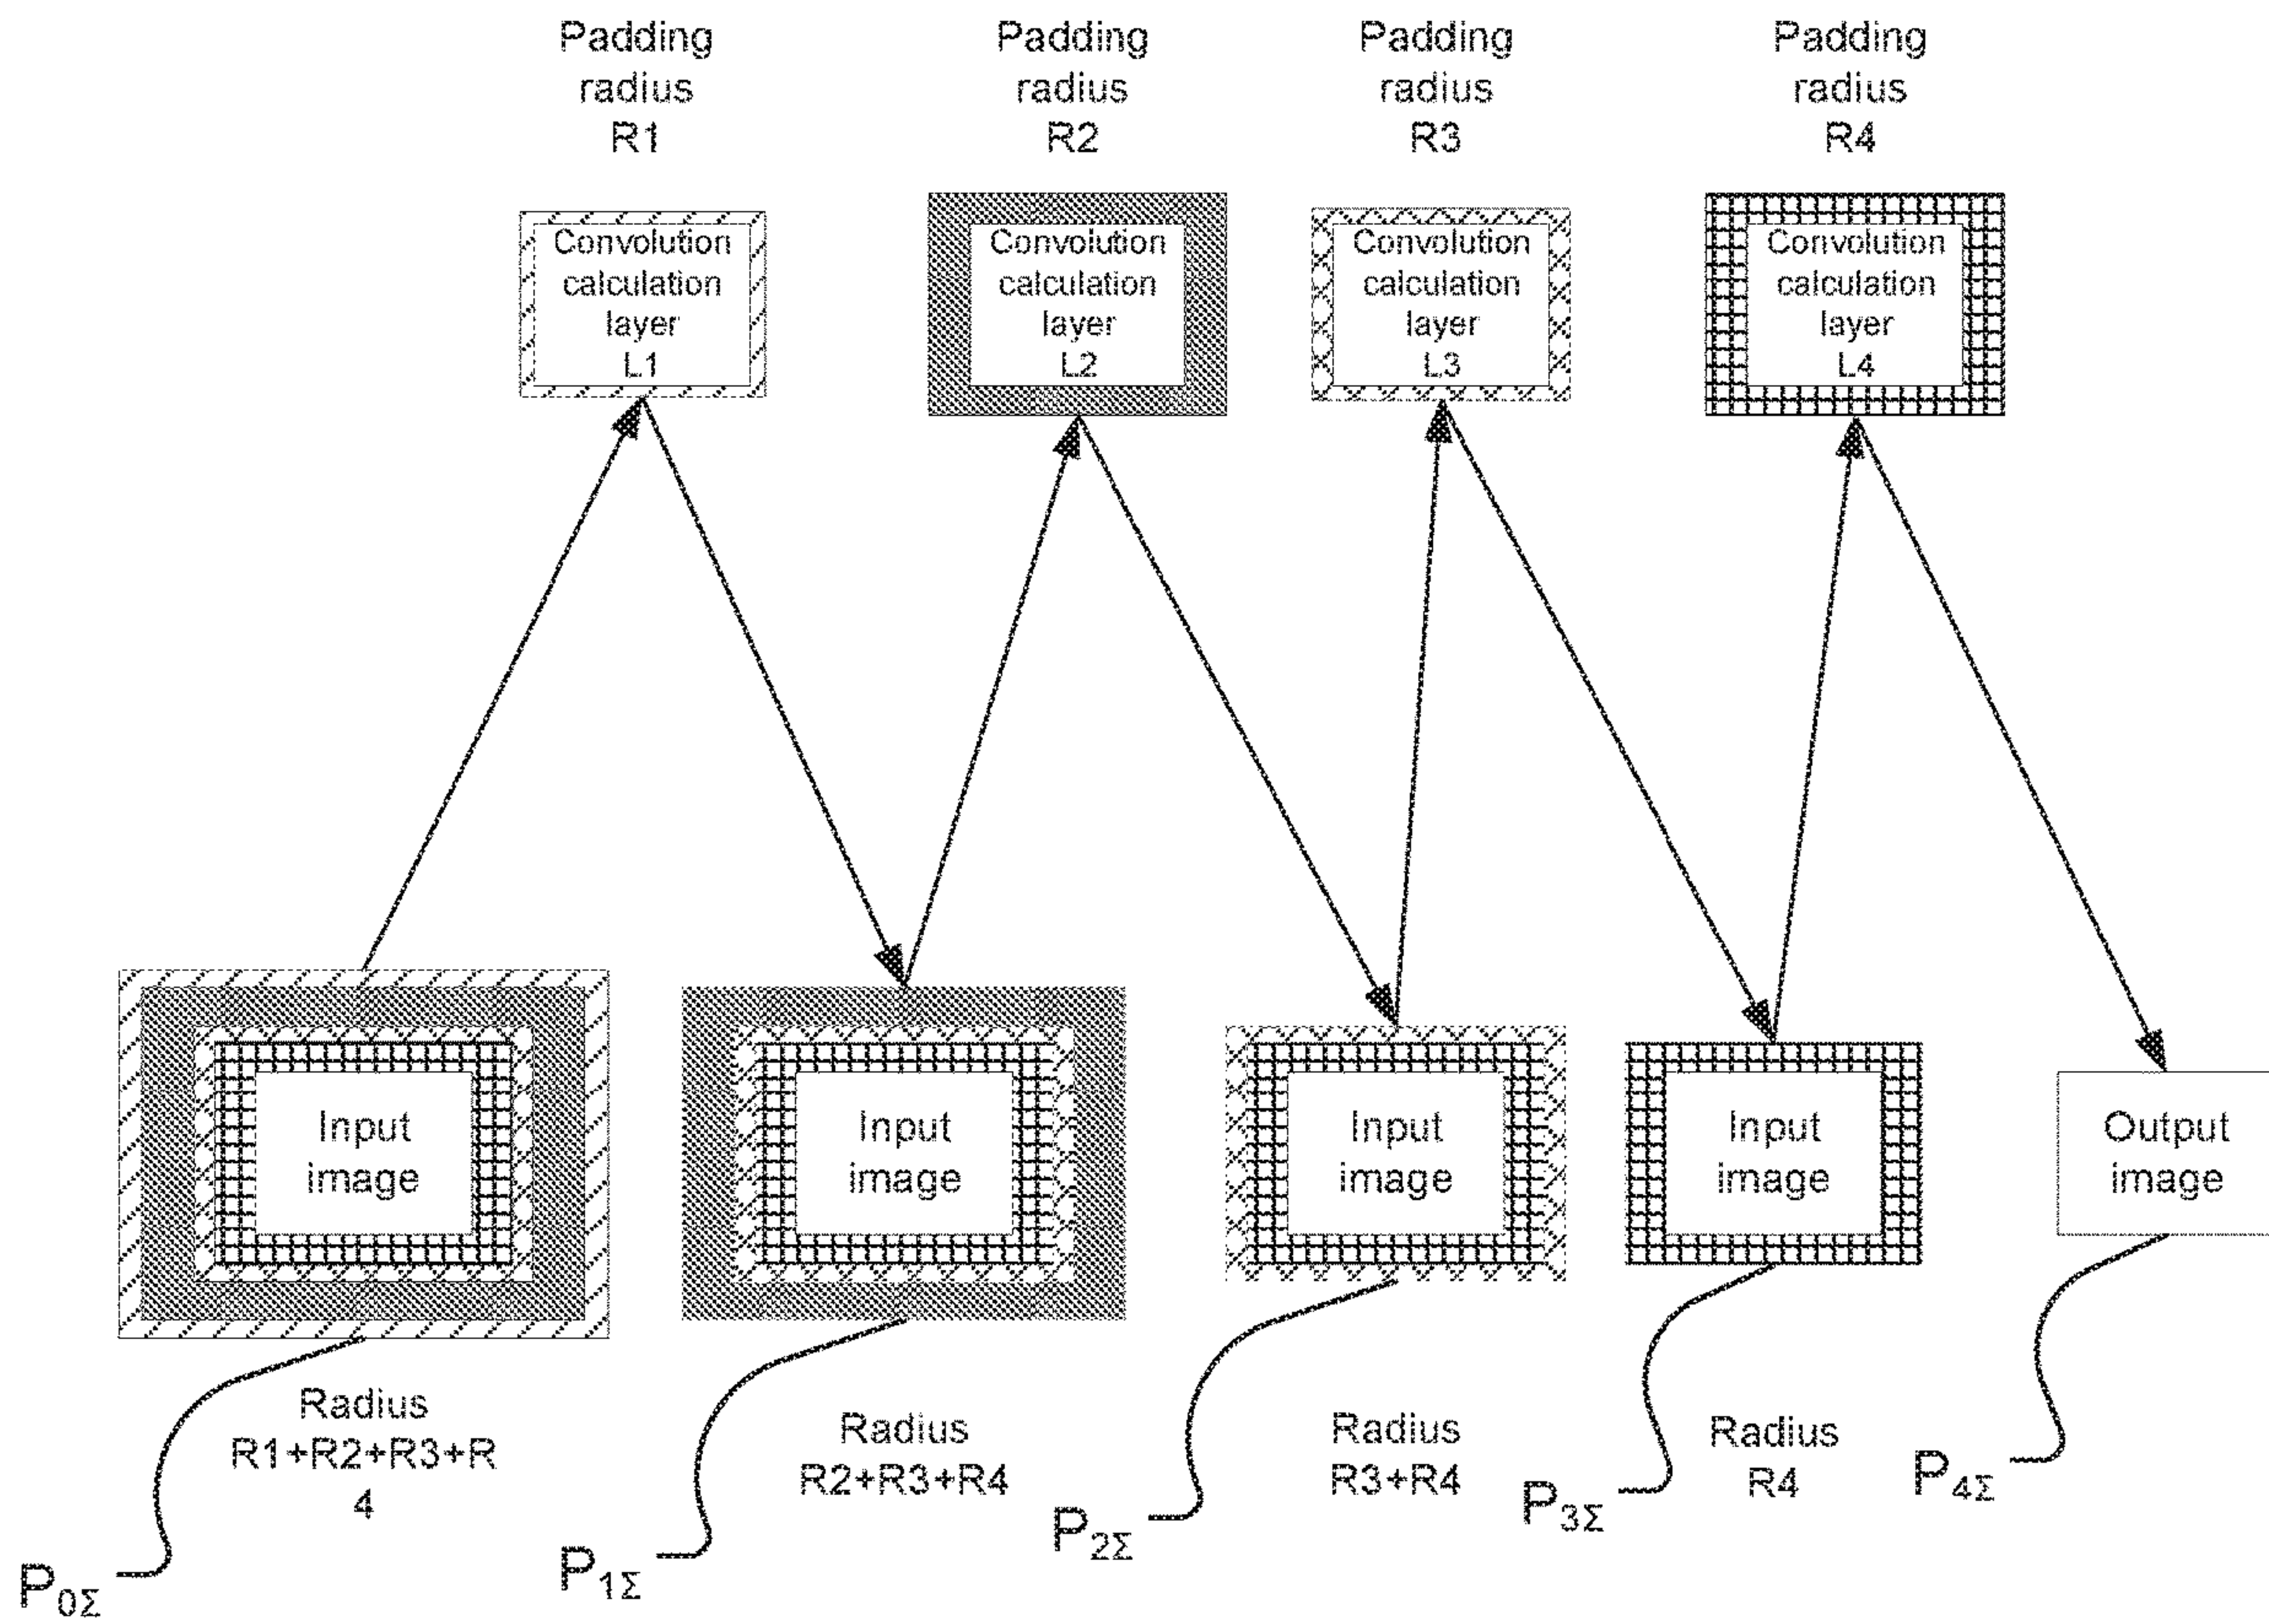 Padding
radius
R1
Padding
radius
R2
Padding
radius
R3
Padding
radius
R4
Convolution
calculation
layer
L1
Convolution
calculation
layer
L2
Convolution
calculation
layer
L3
Convolution
calculation
layer
L4
Input
image
Input
image
Input
image
Input
image
Output
image
Radius
R1+R2+R3+R
4
Radius
R2+R3+R4
Radius
R3+R4
Radius
R4
P0Σ
P1Σ
P2Σ
P3Σ
P4Σ